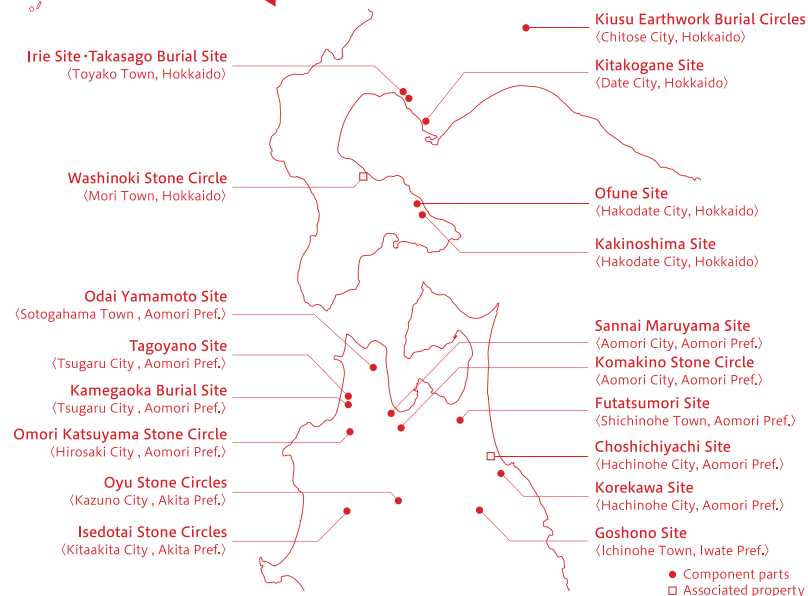 Kiusu Earthwork Burial Circles
〈Chitose City, Hokkaido〉
Irie Site・Takasago Burial Site
〈Toyako Town, Hokkaido〉
Kitakogane Site
〈Date City, Hokkaido〉
Washinoki Stone Circle
〈Mori Town, Hokkaido〉
Ofune Site
〈Hakodate City, Hokkaido〉
Kakinoshima Site
〈Hakodate City, Hokkaido〉
Odai Yamamoto Site
〈Sotogahama Town , Aomori Pref.〉
Tagoyano Site
〈Tsugaru City , Aomori Pref.〉
Kamegaoka Burial Site
〈Tsugaru City , Aomori Pref.〉
Omori Katsuyama Stone Circle
〈Hirosaki City , Aomori Pref.〉
Oyu Stone Circles
〈Kazuno City , Akita Pref.〉
Isedotai Stone Circles
〈Kitaakita City , Akita Pref.〉
Sannai Maruyama Site
〈Aomori City, Aomori Pref.〉
Komakino Stone Circle
〈Aomori City, Aomori Pref.〉
Futatsumori Site
〈Shichinohe Town, Aomori Pref.〉
Choshichiyachi Site
〈Hachinohe City, Aomori Pref.〉
Korekawa Site
〈Hachinohe City, Aomori Pref.〉
Goshono Site
〈Ichinohe Town, Iwate Pref.〉
Component parts
Associated property